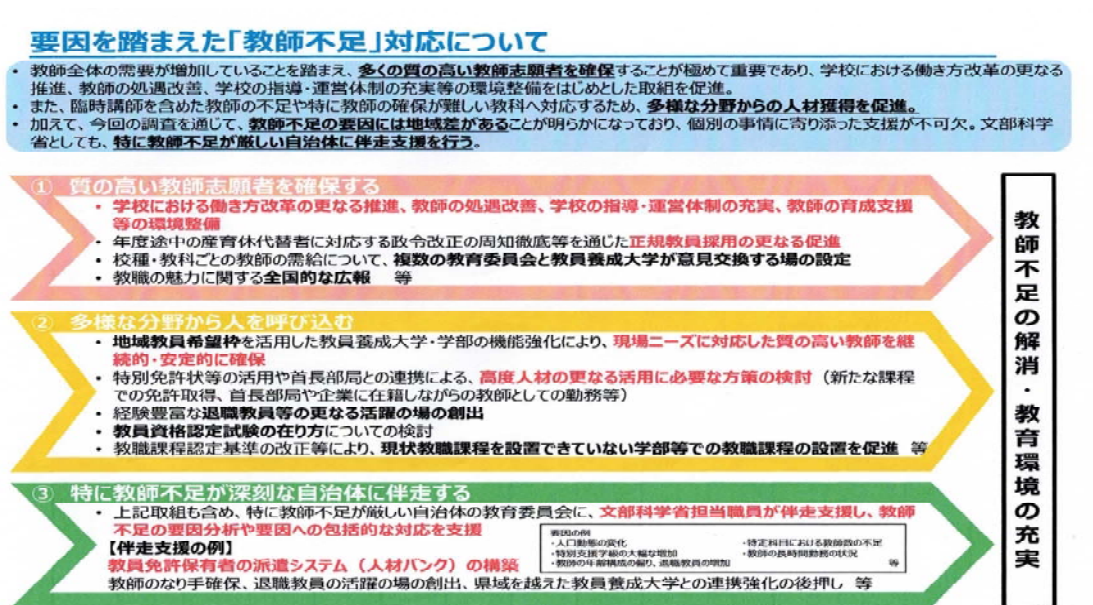 要因を踏まえた「教師不足」対応について
・ 教師全体の需要が増加していることを踏まえ、多くの質の高い教師志願者を確保することが極めて重要であり、学校における働き方改革の更なる
推進、教師の処遇改善、学校の指導・運営体制の充実等の環境整備をはじめとした取組を促進。
・ また、臨時講師を含めた教師の不足や特に教師の確保が難しい教科へ対応するため、多様な分野からの人材獲得を促進。
・ 加えて、今回の調査を通じて、教師不足の要因には地域差があることが明らかになっており、個別の事情に寄り添った支援が不可欠。文部科学
省としても、特に教師不足が厳しい自治体に伴走支援を行う。
① 質の高い教師志願者を確保する
・ 学校における働き方改革の更なる推進、教師の処遇改善、学校の指導・運営体制の充実、教師の育成支援
等の環境整備
・ 年度途中の産育休代替者に対応する政令改正の周知徹底等を通じた正規教員採用の更なる促進
・ 校種・教科ごとの教師の需給について、複数の教育委員会と教員養成大学が意見交換する場の設定
・ 教職の魅力に関する全国的な広報 等
② 多様な分野から人を呼び込む
・ 地域教員希望枠を活用した教員養成大学・学部の機能強化により、現場ニーズに対応した質の高い教師を継
続的・安定的に確保
・ 特別免許状等の活用や首長部局との連携による、高度人材の更なる活用に必要な方策の検討（新たな課程
での免許取得、首長部局や企業に在籍しながらの教師としての勤務等）
・ 経験豊富な退職教員等の更なる活躍の場の創出
・ 教員資格認定試験の在り方についての検討
・ 教職課程認定基準の改正等により、現状教職課程を設置できていない学部等での教職課程の設置を促進 等
③ 特に教師不足が深刻な自治体に伴走する
・ 上記取組も含め、特に教師不足が厳しい自治体の教育委員会に、文部科学省担当職員が伴走支援し、教師
不足の要因分析や要因への包括的な対応を支援
【伴走支援の例】
教員免許保有者の派遣システム（人材バンク）の構築
教師のなり手確保、退職教員の活躍の場の創出、県域を越えた教員養成大学との連携強化の後押し 等
要因の例
・人口動態の変化
・特別支援学級の大幅な増加
・教師の年齢構成の偏り、退職教員の増加
・特定科目における教師数の不足
・教師の長時間勤務の状況
等
教師不足の解消・教育環境の充実